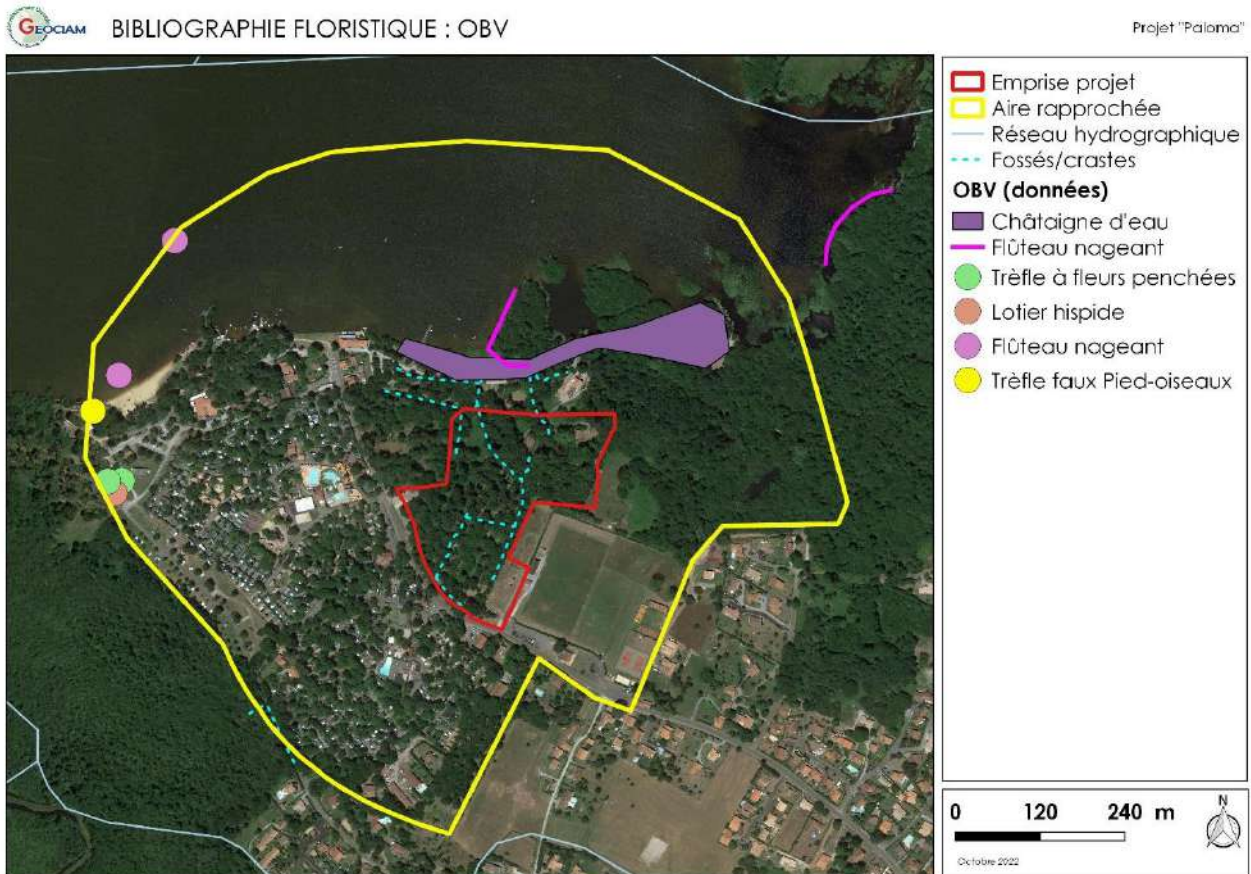 GEOCIAM
BIBLIOGRAPHIE FLORISTIQUE : OBV
Projet "Paloma"
Emprise projet
Aire rapprochée
Réseau hydrographique
Fossés/crastes
OBV (données)
Châtaigne d'eau
Flûteau nageant
Trèfle à fleurs penchées
Lotier hispide
Flûteau nageant
Trèfle faux Pied-oiseaux
0 120 240 m
N
Octobre 2022